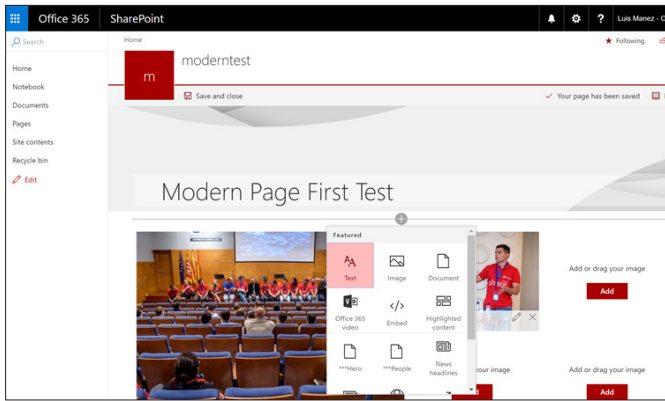 Office 365
SharePoint
?
Luis Manez - C
Search
Home
Following
m
moderntest
Home
Notebook
Documents
Pages
Site contents
Recycle bin
Edit
Save and close
Your page has been saved
Modern Page First Test
Featured
Text
Image
Document
Office 365 video
Embed
Highlighted content
***Hero
***People
News headlines
Add or drag your image
Add
your image
Add or drag your image
Add